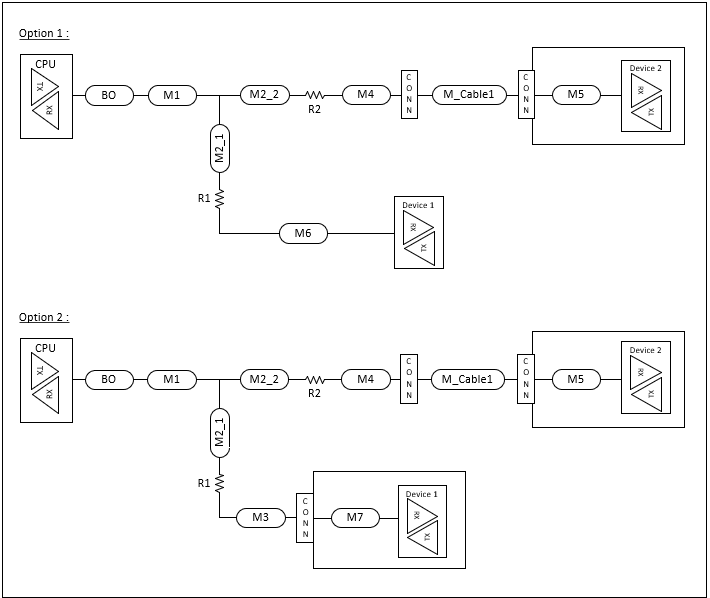 Option 1 :
CPU
TX
RX
BO
M1
M2_2
R2
M4
CONN
M_Cable1
CONN
M5
Device 2
RX
TX
M2_1
R1
M6
Device 1
RX
TX
Option 2 :
CPU
TX
RX
BO
M1
M2_2
R2
M4
CONN
M_Cable1
CONN
M5
Device 2
RX
TX
M2_1
R1
M3
CONN
M7
Device 1
RX
TX